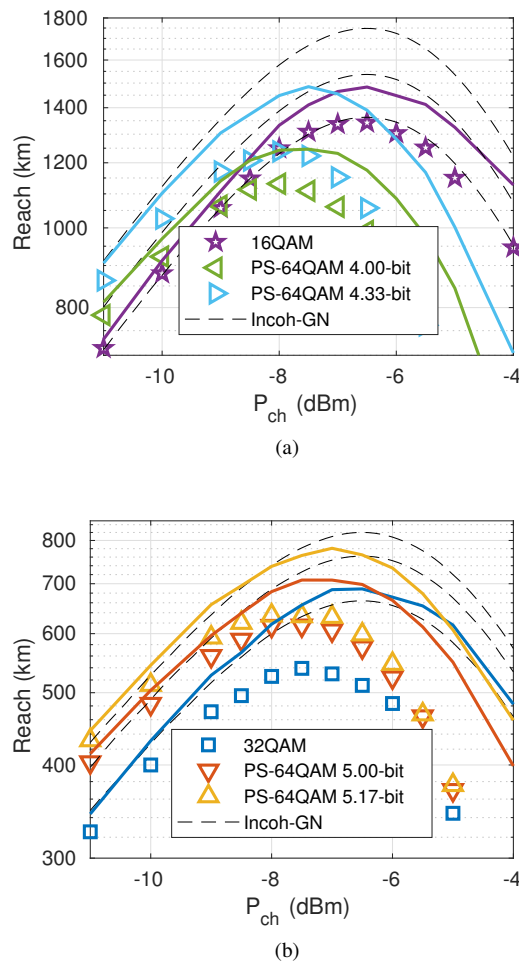 1800
1400
1200
1000
800
Reach (km)
16QAM
PS-64QAM 4.00-bit
PS-64QAM 4.33-bit
Incoh-GN
-10
-8
-6
-4
P_ch (dBm)
(a)
800
700
600
500
400
300
Reach (km)
32QAM
PS-64QAM 5.00-bit
PS-64QAM 5.17-bit
Incoh-GN
-10
-8
-6
-4
P_ch (dBm)
(b)